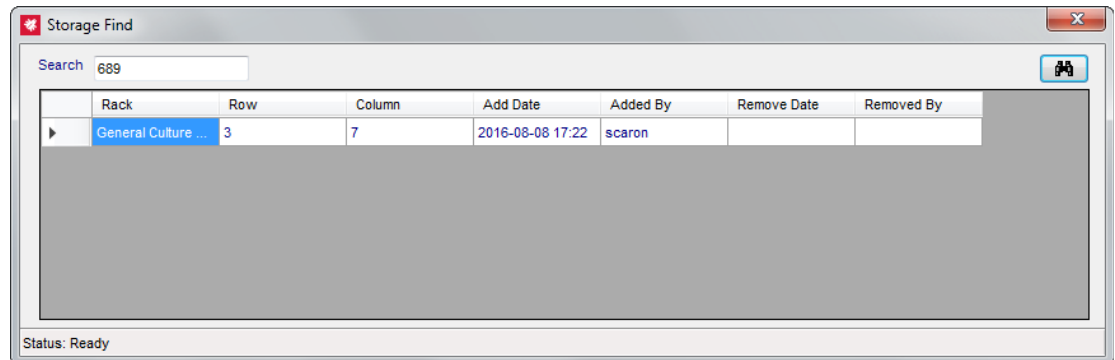 Storage Find
Search 689
Rack Row Column Add Date Added By Remove Date Removed By
General Culture ... 3 7 2016-08-08 17:22 scaron
Status: Ready